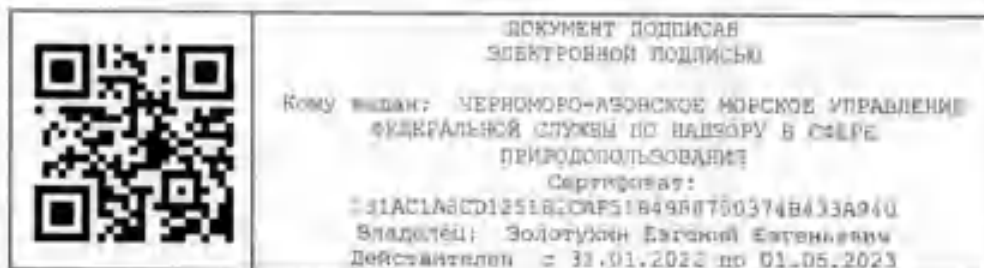 ДОКУМЕНТ ПОДПИСАН
ЭЛЕКТРОННОЙ ПОДПИСЬЮ
Кому выдан: ЧЕРНОМОРО-АЗОВСКОЕ МОРСКОЕ УПРАВЛЕНИЕ
ФЕДЕРАЛЬНОЙ СЛУЖБЫ ПО НАДЗОРУ В СФЕРЕ
ПРИРОДОПОЛЬЗОВАНИЯ
Сертификат:
Владелец: Золотухин Евгений Евгеньевич
Действителен с 31.01.2022 по 01.05.2023